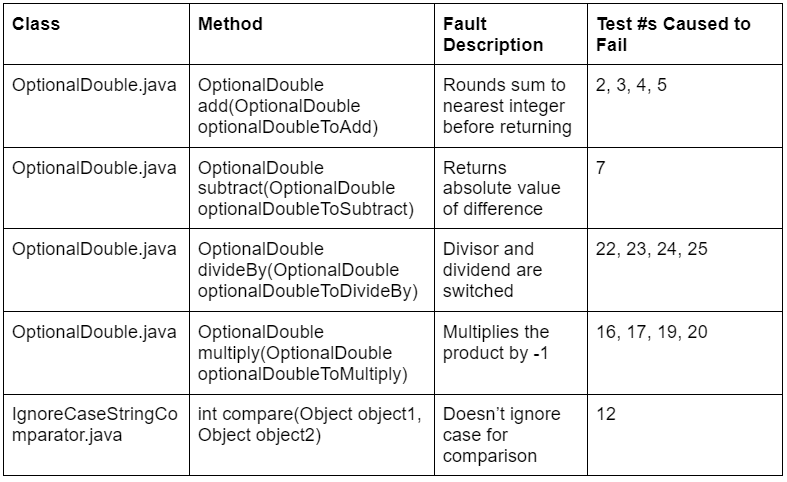 Class
Method
Fault
Description
Test #s Caused to
Fail
OptionalDouble.java
OptionalDouble
add(OptionalDouble
optionalDoubleToAdd)
Rounds sum to
nearest integer
before returning
2, 3, 4, 5
OptionalDouble.java
OptionalDouble
subtract(OptionalDouble
optionalDoubleToSubtract)
Returns
absolute value
of difference
7
OptionalDouble.java
OptionalDouble
divideBy(OptionalDouble
optionalDoubleToDivideBy)
Divisor and
dividend are
switched
22, 23, 24, 25
OptionalDouble.java
OptionalDouble
multiply(OptionalDouble
optionalDoubleToMultiply)
Multiplies the
product by -1
16, 17, 19, 20
IgnoreCaseStringCo
mparator.java
int compare(Object object1,
Object object2)
Doesn’t ignore
case for
comparison
12